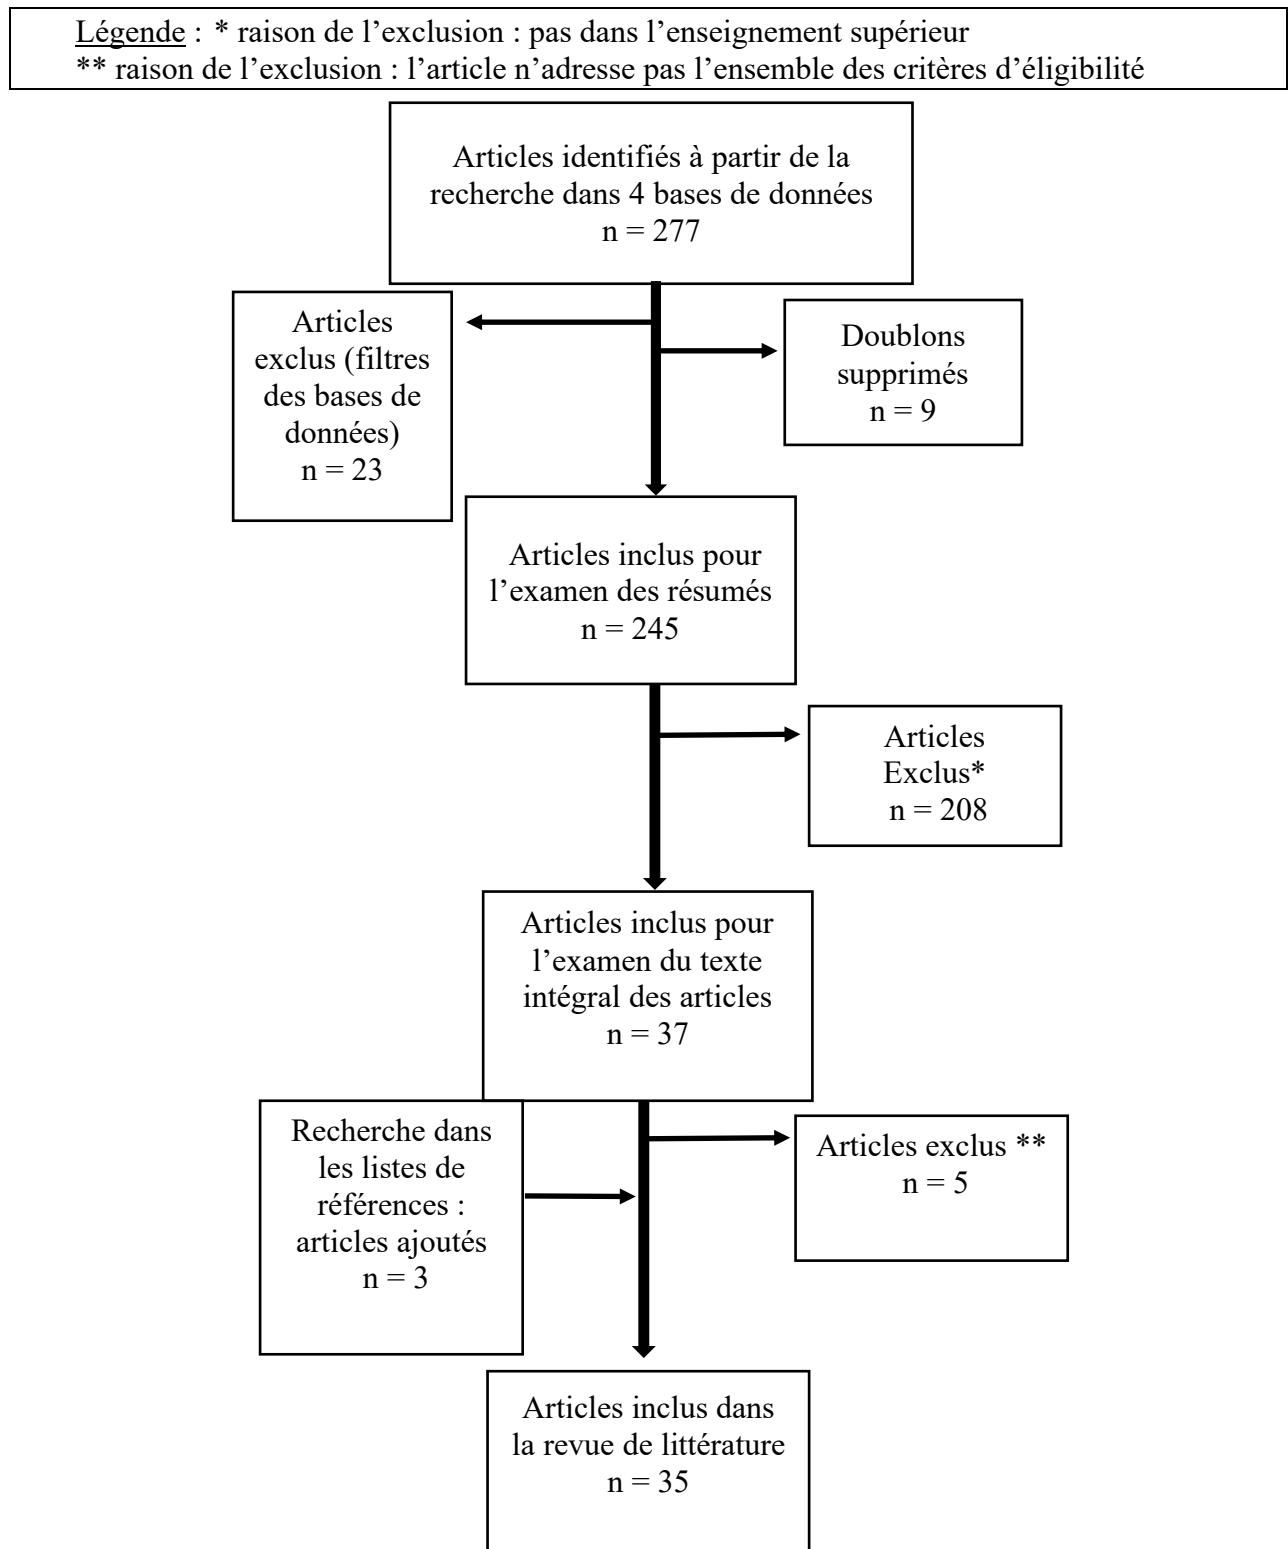 Légende : * raison de l’exclusion : pas dans l’enseignement supérieur
** raison de l’exclusion : l’article n’adresse pas l’ensemble des critères d’éligibilité
Articles identifiés à partir de la
recherche dans 4 bases de données
n = 277
Articles
exclus (filtres
des bases de
données)
n = 23
Doublons
supprimés
n = 9
Articles inclus pour
l’examen des résumés
n = 245
Articles
Exclus*
n = 208
Articles inclus pour
l’examen du texte
intégral des articles
n = 37
Recherche dans
les listes de
références :
articles ajoutés
n = 3
Articles exclus **
n = 5
Articles inclus dans
la revue de littérature
n = 35